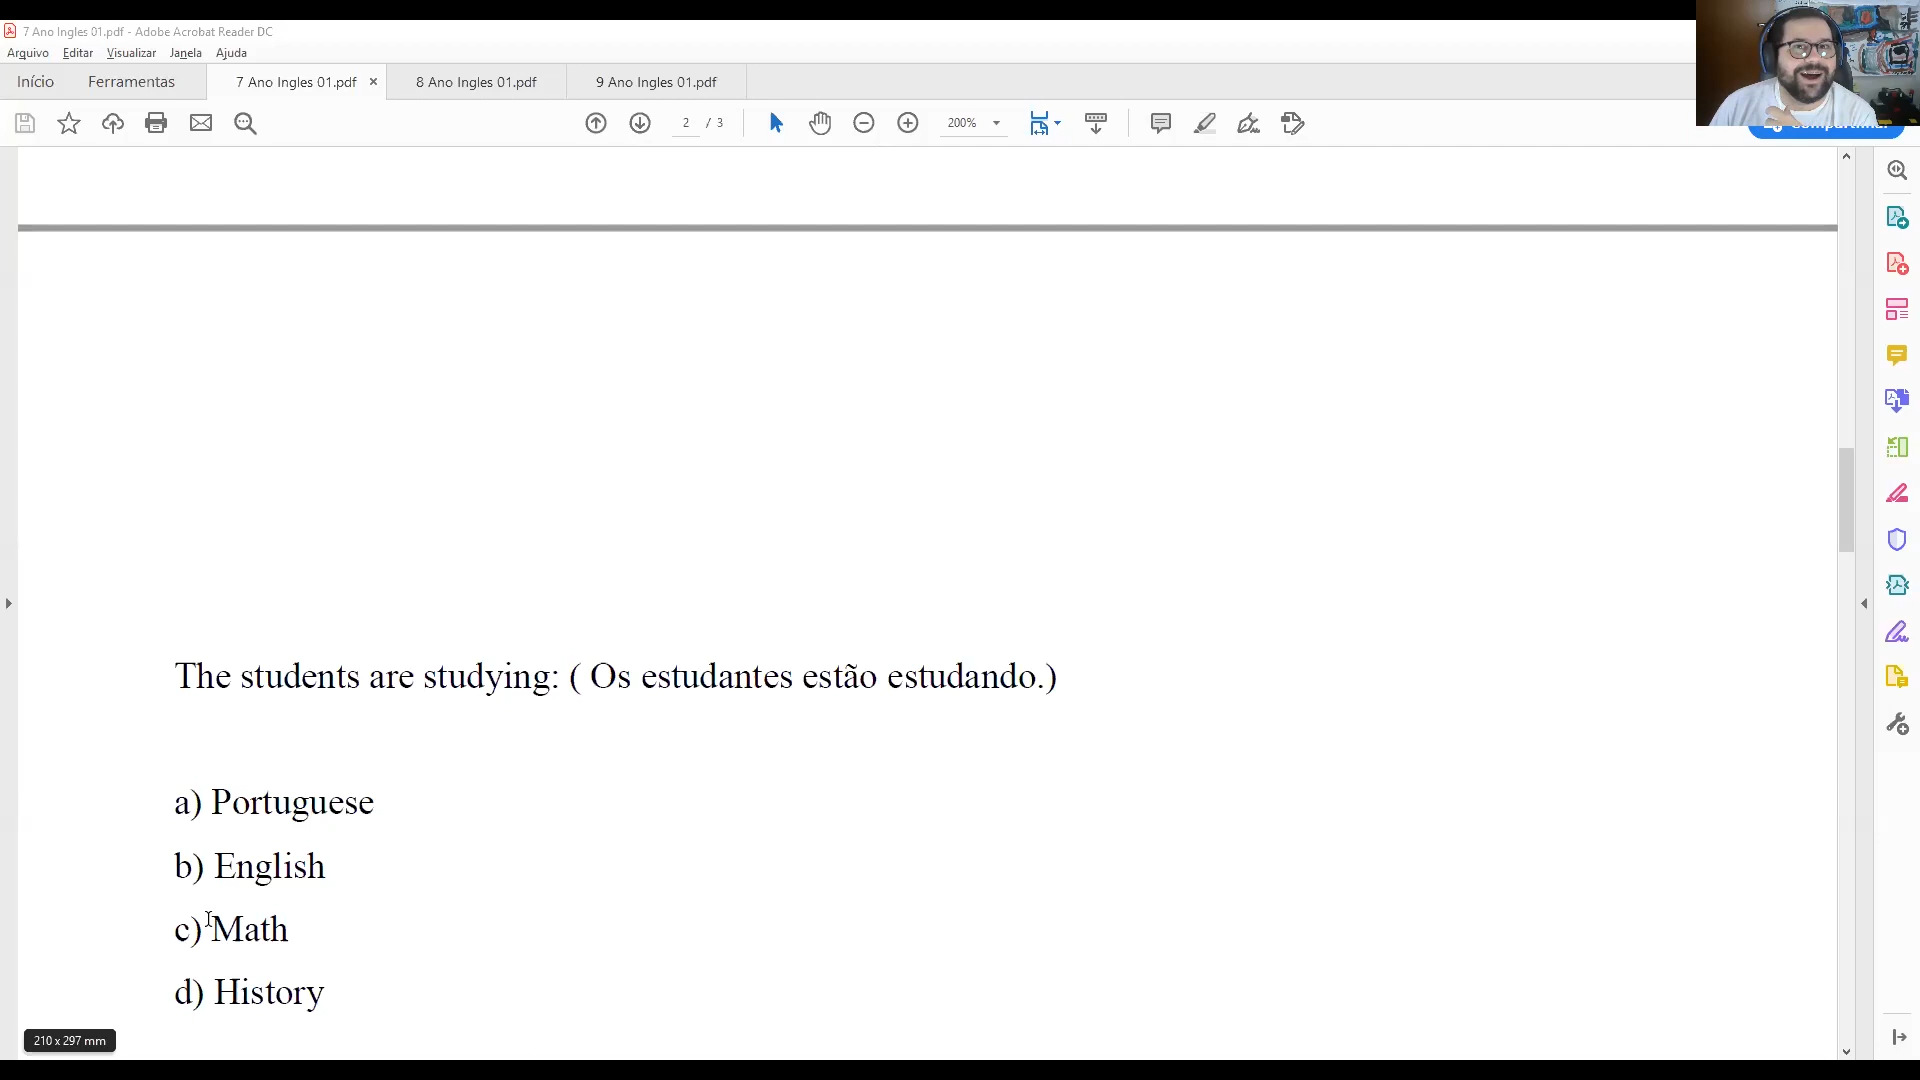 7 Ano Ingles 01.pdf - Adobe Acrobat Reader DC
Arquivo Editar Visualizar Janela Ajuda
Início Ferramentas 7 Ano Ingles 01.pdf × 8 Ano Ingles 01.pdf 9 Ano Ingles 01.pdf
2 / 3 200%
The students are studying: ( Os estudantes estão estudando.)
a) Portuguese
b) English
c) Math
d) History
210 x 297 mm